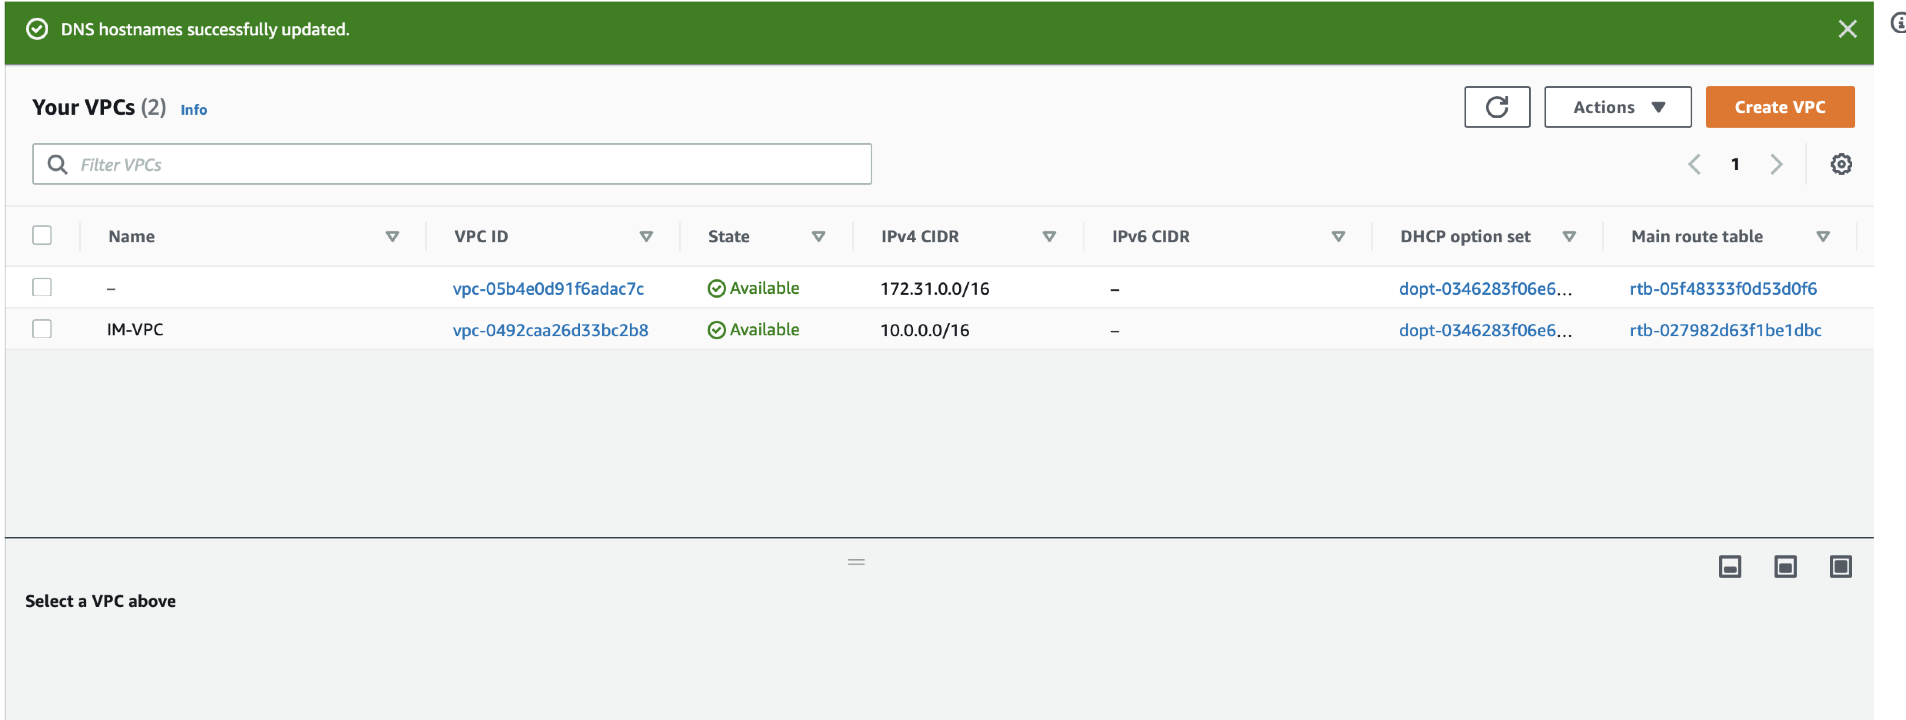 DNS hostnames successfully updated.
Your VPCs (2) Info
Actions
Create VPC
Filter VPCs
1
Name VPC ID State IPv4 CIDR IPv6 CIDR DHCP option set Main route table
– vpc-05b4e0d91f6adac7c Available 172.31.0.0/16 – dopt-0346283f06e6... rtb-05f48333f0d53d0f6
IM-VPC vpc-0492caa26d33bc2b8 Available 10.0.0.0/16 – dopt-0346283f06e6... rtb-027982d63f1be1dbc
Select a VPC above